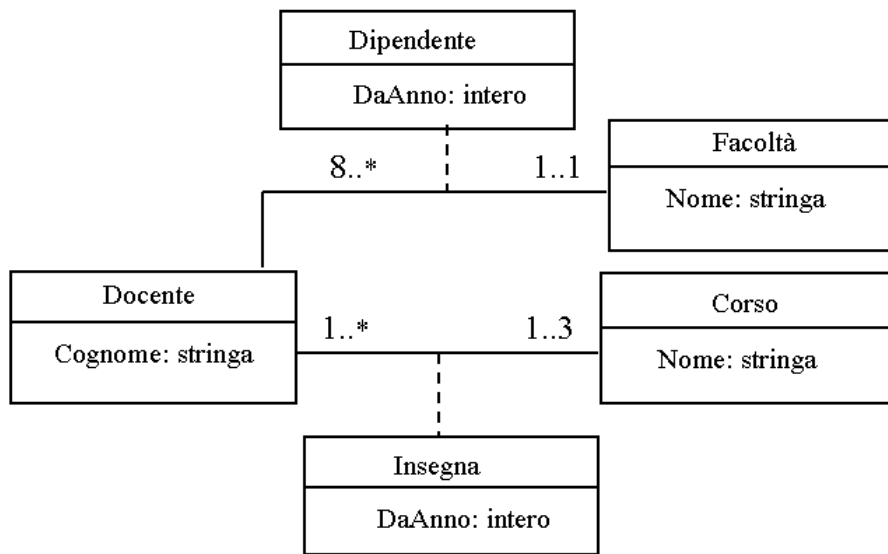 Dipendente
DaAnno: intero
Facoltà
8..*
1..1
Nome: stringa
Docente
Corso
1..*
1..3
Cognome: stringa
Nome: stringa
Insegna
DaAnno: intero